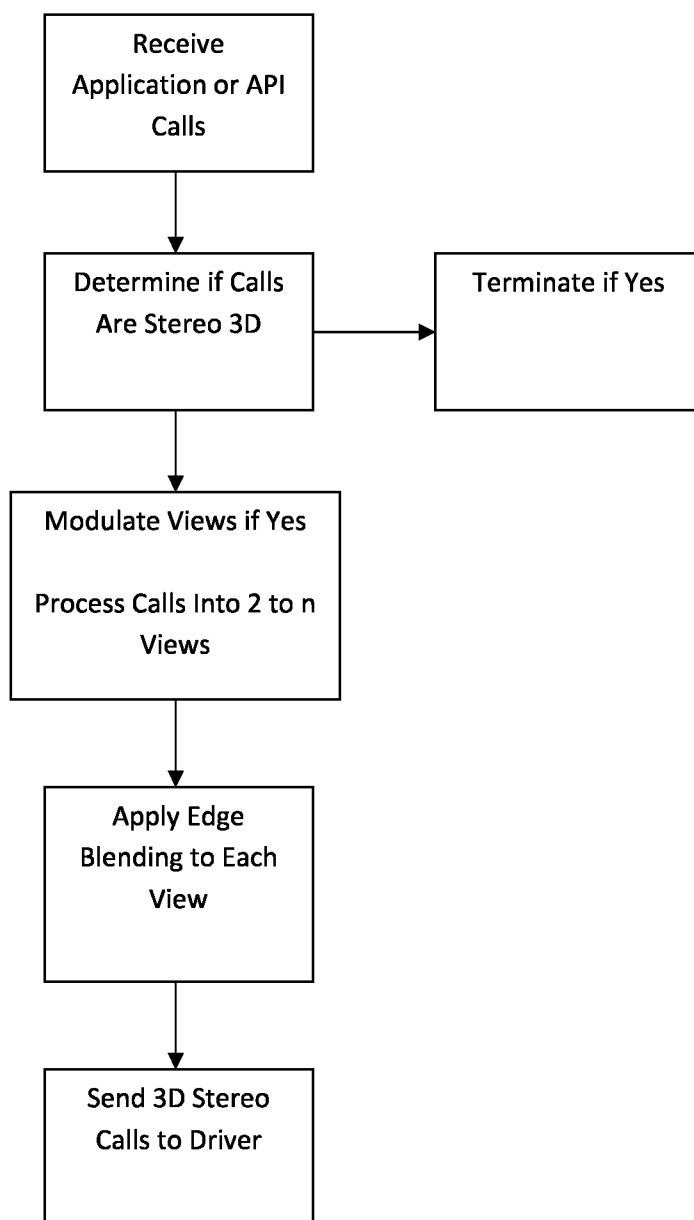 Receive
Application or API
Calls
Determine if Calls
Are Stereo 3D
Terminate if Yes
Modulate Views if Yes
Process Calls Into 2 to n
Views
Apply Edge
Blending to Each
View
Send 3D Stereo
Calls to Driver